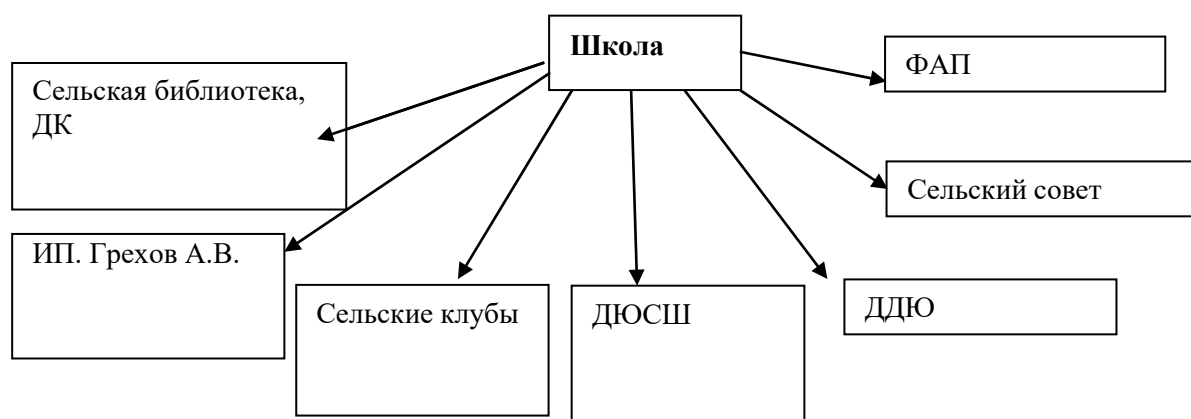 Школа
ФАП
Сельская библиотека,
ДК
Сельский совет
ИП. Грехов А.В.
Сельские клубы
ДЮСШ
ДДЮ